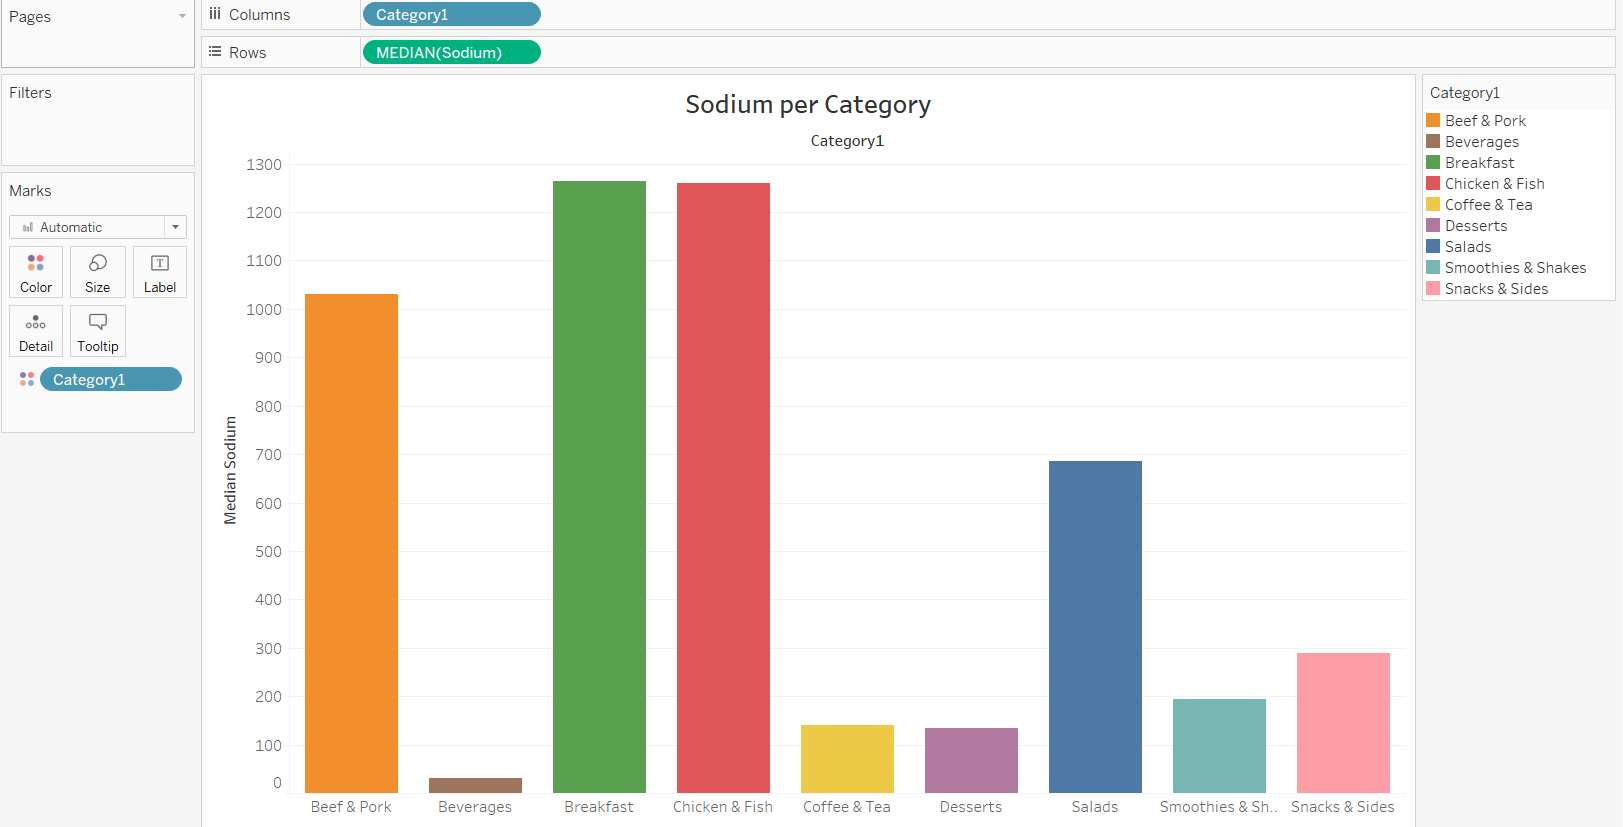 Pages
Columns
Category1
Rows
MEDIAN(Sodium)
Filters
Marks
Automatic
Color
Size
Label
Detail
Tooltip
Category1
Sodium per Category
Category1
Median Sodium
1300
1200
1100
1000
900
800
700
600
500
400
300
200
100
0
Beef & Pork
Beverages
Breakfast
Chicken & Fish
Coffee & Tea
Desserts
Salads
Smoothies & Sh..
Snacks & Sides
Category1
Beef & Pork
Beverages
Breakfast
Chicken & Fish
Coffee & Tea
Desserts
Salads
Smoothies & Shakes
Snacks & Sides